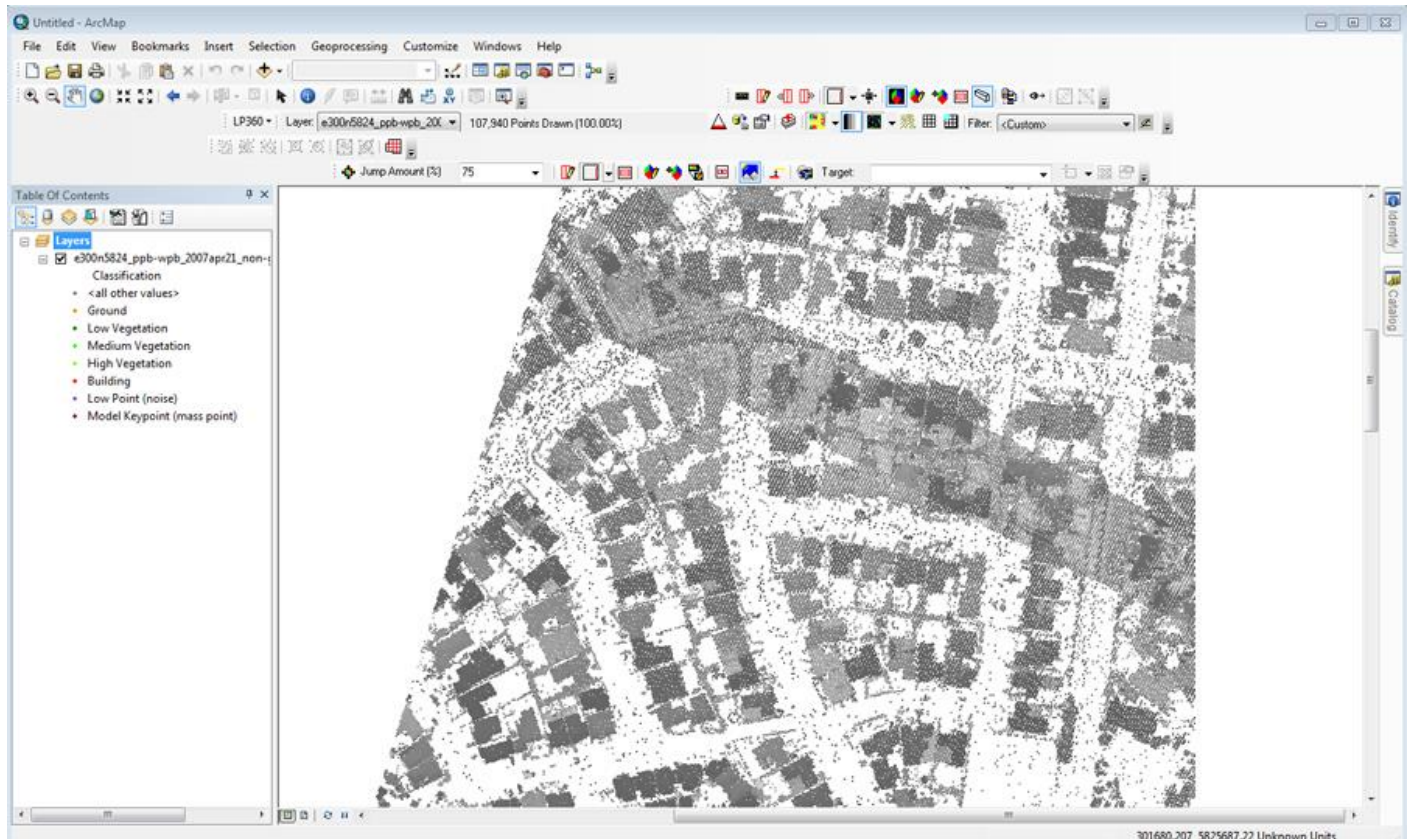 Untitled - ArcMap
File Edit View Bookmarks Insert Selection Geoprocessing Customize Windows Help
LP360 Layer: e300n5824_ppb-wpb_20( 107,940 Points Drawn (100.00%) Filter: <Custom>
Jump Amount (%) 75 Target:
Table Of Contents
Layers
e300n5824_ppb-wpb_2007apr21_non-g
Classification
<all other values>
Ground
Low Vegetation
Medium Vegetation
High Vegetation
Building
Low Point (noise)
Model Keypoint (mass point)
Identify
Catalog
301680.207 5825687.22 Unknown Units